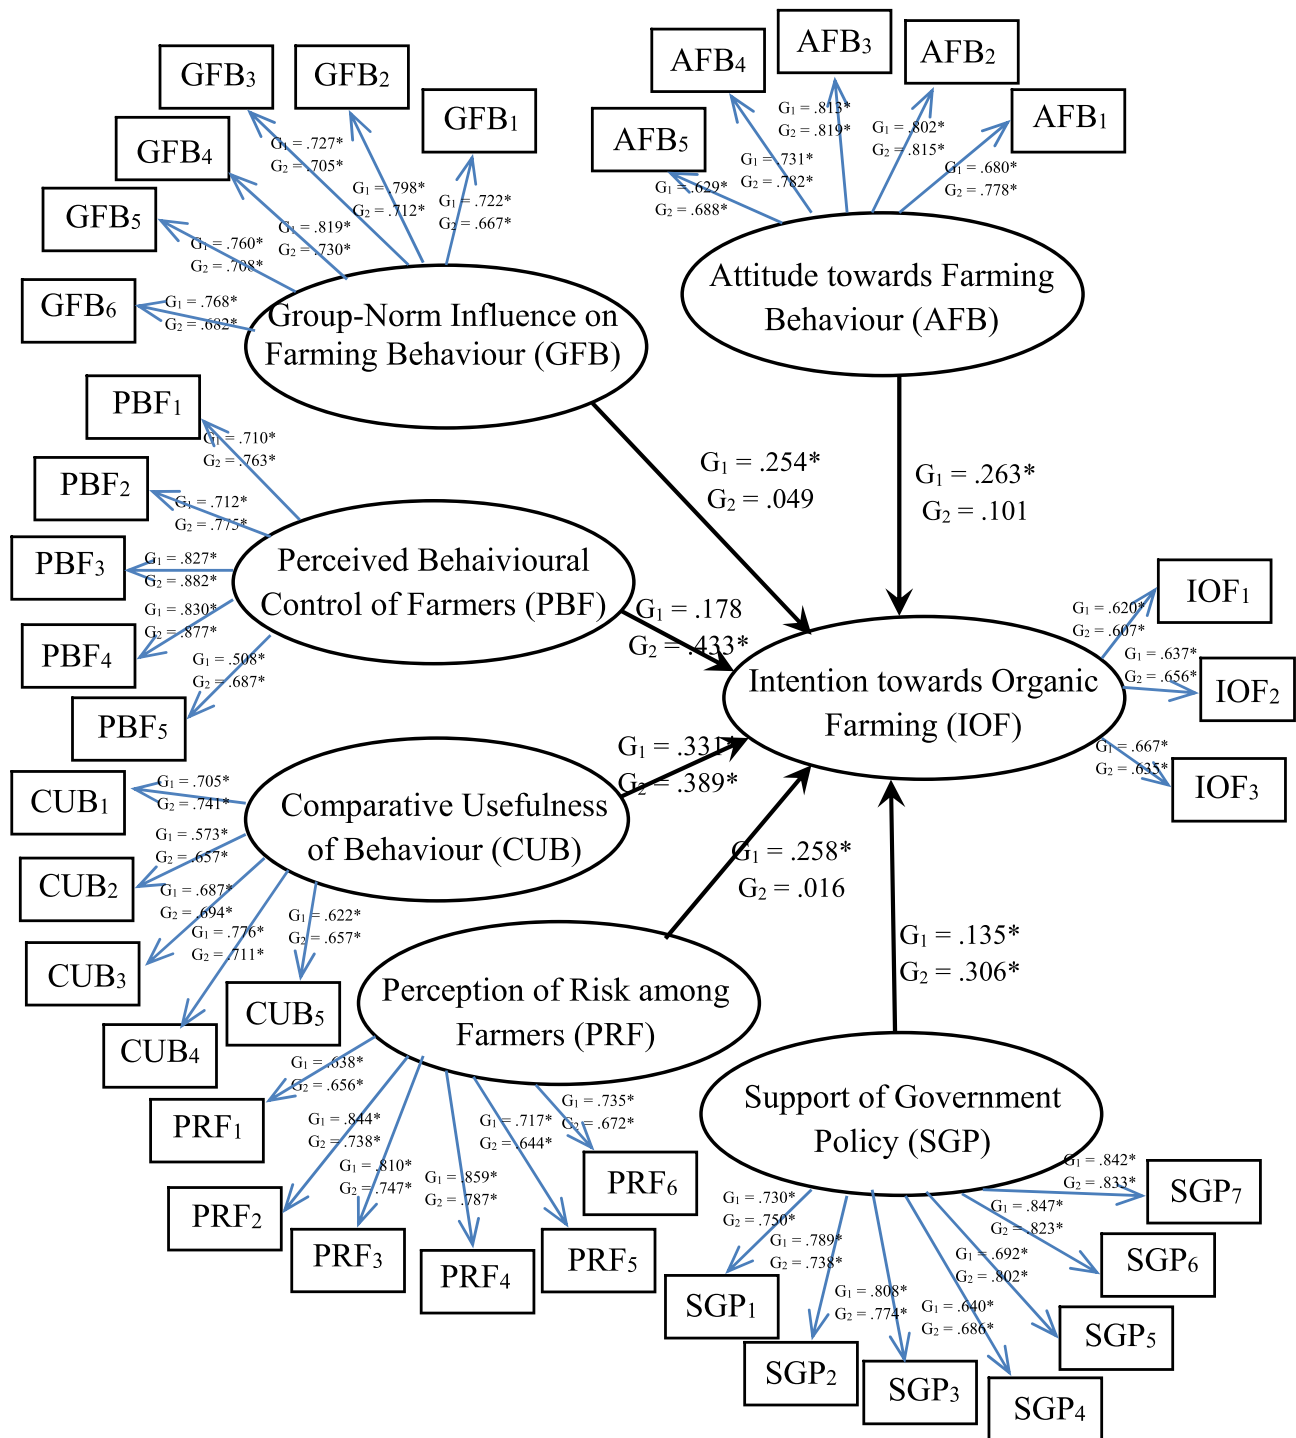 GFB3
GFB2
GFB1
GFB4
GFB5
GFB6
G1 = .727*
G2 = .705*
G1 = .798*
G2 = .712*
G1 = .722*
G2 = .667*
G1 = .819*
G2 = .730*
G1 = .760*
G2 = .708*
G1 = .768*
G2 = .682*
Group-Norm Influence on
Farming Behaviour (GFB)
AFB4
AFB3
AFB2
AFB1
AFB5
G1 = .813*
G2 = .819*
G1 = .802*
G2 = .815*
G1 = .731*
G2 = .782*
G1 = .680*
G2 = .778*
G1 = .629*
G2 = .688*
Attitude towards Farming
Behaviour (AFB)
PBF1
PBF2
PBF3
PBF4
PBF5
G1 = .710*
G2 = .763*
G1 = .712*
G2 = .775*
G1 = .827*
G2 = .882*
G1 = .830*
G2 = .877*
G1 = .508*
G2 = .687*
Perceived Behaivioural
Control of Farmers (PBF)
G1 = .254*
G2 = .049
G1 = .263*
G2 = .101
G1 = .178
G2 = .433*
Intention towards Organic
Farming (IOF)
IOF1
IOF2
IOF3
G1 = .620*
G2 = .607*
G1 = .637*
G2 = .656*
G1 = .667*
G2 = .635*
G1 = .331*
G2 = .389*
CUB1
CUB2
CUB3
CUB4
CUB5
G1 = .705*
G2 = .741*
G1 = .573*
G2 = .657*
G1 = .687*
G2 = .694*
G1 = .776*
G2 = .711*
G1 = .622*
G2 = .657*
Comparative Usefulness
of Behaviour (CUB)
G1 = .258*
G2 = .016
G1 = .135*
G2 = .306*
Perception of Risk among
Farmers (PRF)
G1 = .638*
G2 = .656*
G1 = .844*
G2 = .738*
G1 = .810*
G2 = .747*
G1 = .859*
G2 = .787*
G1 = .717*
G2 = .644*
G1 = .735*
G2 = .672*
PRF1
PRF2
PRF3
PRF4
PRF5
PRF6
Support of Government
Policy (SGP)
G1 = .730*
G2 = .750*
G1 = .789*
G2 = .738*
G1 = .808*
G2 = .774*
G1 = .640*
G2 = .686*
G1 = .692*
G2 = .802*
G1 = .847*
G2 = .823*
G1 = .842*
G2 = .833*
SGP7
SGP6
SGP5
SGP1
SGP2
SGP3
SGP4